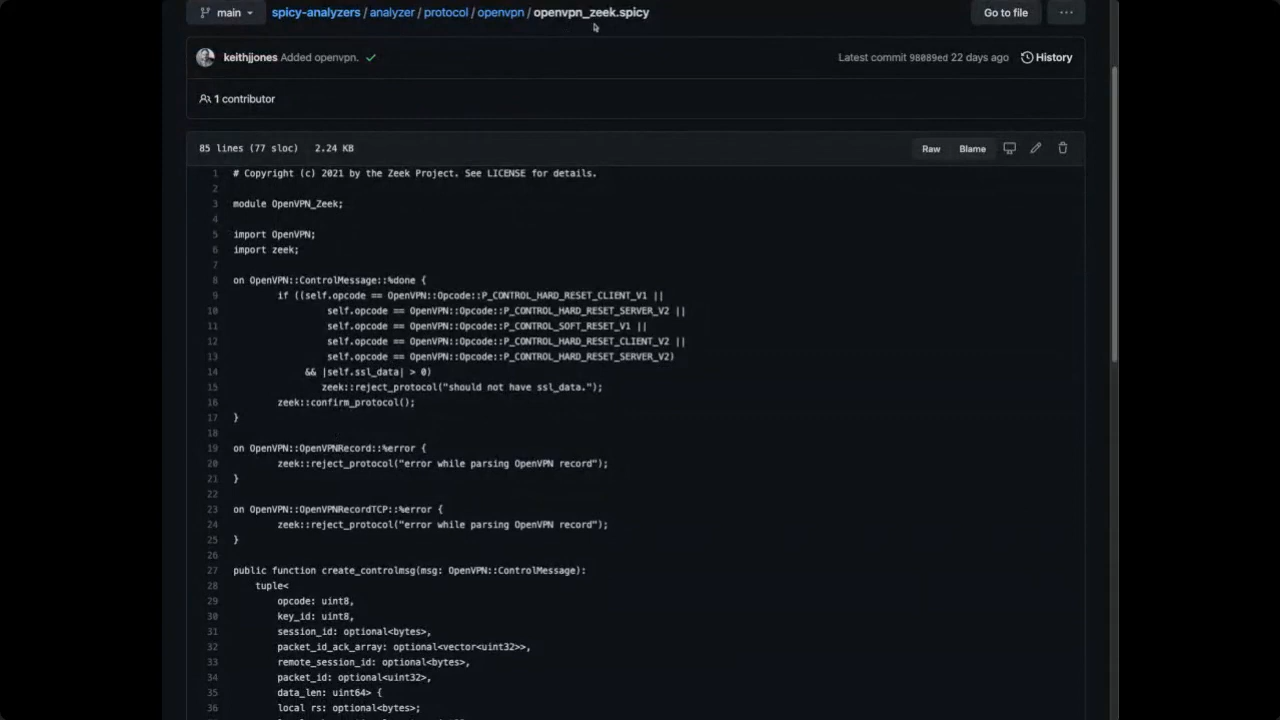 main
spicy-analyzers / analyzer / protocol / openvpn / openvpn_zeek.spicy
Go to file
...
keithjjones Added openvpn.
Latest commit 98089ed 22 days ago
History
1 contributor
85 lines (77 sloc) 2.24 KB
Raw
Blame
1 # Copyright (c) 2021 by the Zeek Project. See LICENSE for details.
2
3 module OpenVPN_Zeek;
4
5 import OpenVPN;
6 import zeek;
7
8 on OpenVPN::ControlMessage::%done {
9 if ((self.opcode == OpenVPN::Opcode::P_CONTROL_HARD_RESET_CLIENT_V1 ||
10 self.opcode == OpenVPN::Opcode::P_CONTROL_HARD_RESET_SERVER_V2 ||
11 self.opcode == OpenVPN::Opcode::P_CONTROL_SOFT_RESET_V1 ||
12 self.opcode == OpenVPN::Opcode::P_CONTROL_HARD_RESET_CLIENT_V2 ||
13 self.opcode == OpenVPN::Opcode::P_CONTROL_HARD_RESET_SERVER_V2)
14 && |self.ssl_data| > 0)
15 zeek::reject_protocol("should not have ssl_data.");
16 zeek::confirm_protocol();
17 }
18
19 on OpenVPN::OpenVPNRecord::%error {
20 zeek::reject_protocol("error while parsing OpenVPN record");
21 }
22
23 on OpenVPN::OpenVPNRecordTCP::%error {
24 zeek::reject_protocol("error while parsing OpenVPN record");
25 }
26
27 public function create_controlmsg(msg: OpenVPN::ControlMessage):
28 tuple<
29 opcode: uint8,
30 key_id: uint8,
31 session_id: optional<bytes>,
32 packet_id_ack_array: optional<vector<uint32>>,
33 remote_session_id: optional<bytes>,
34 packet_id: optional<uint32>,
35 data_len: uint64> {
36 local rs: optional<bytes>;